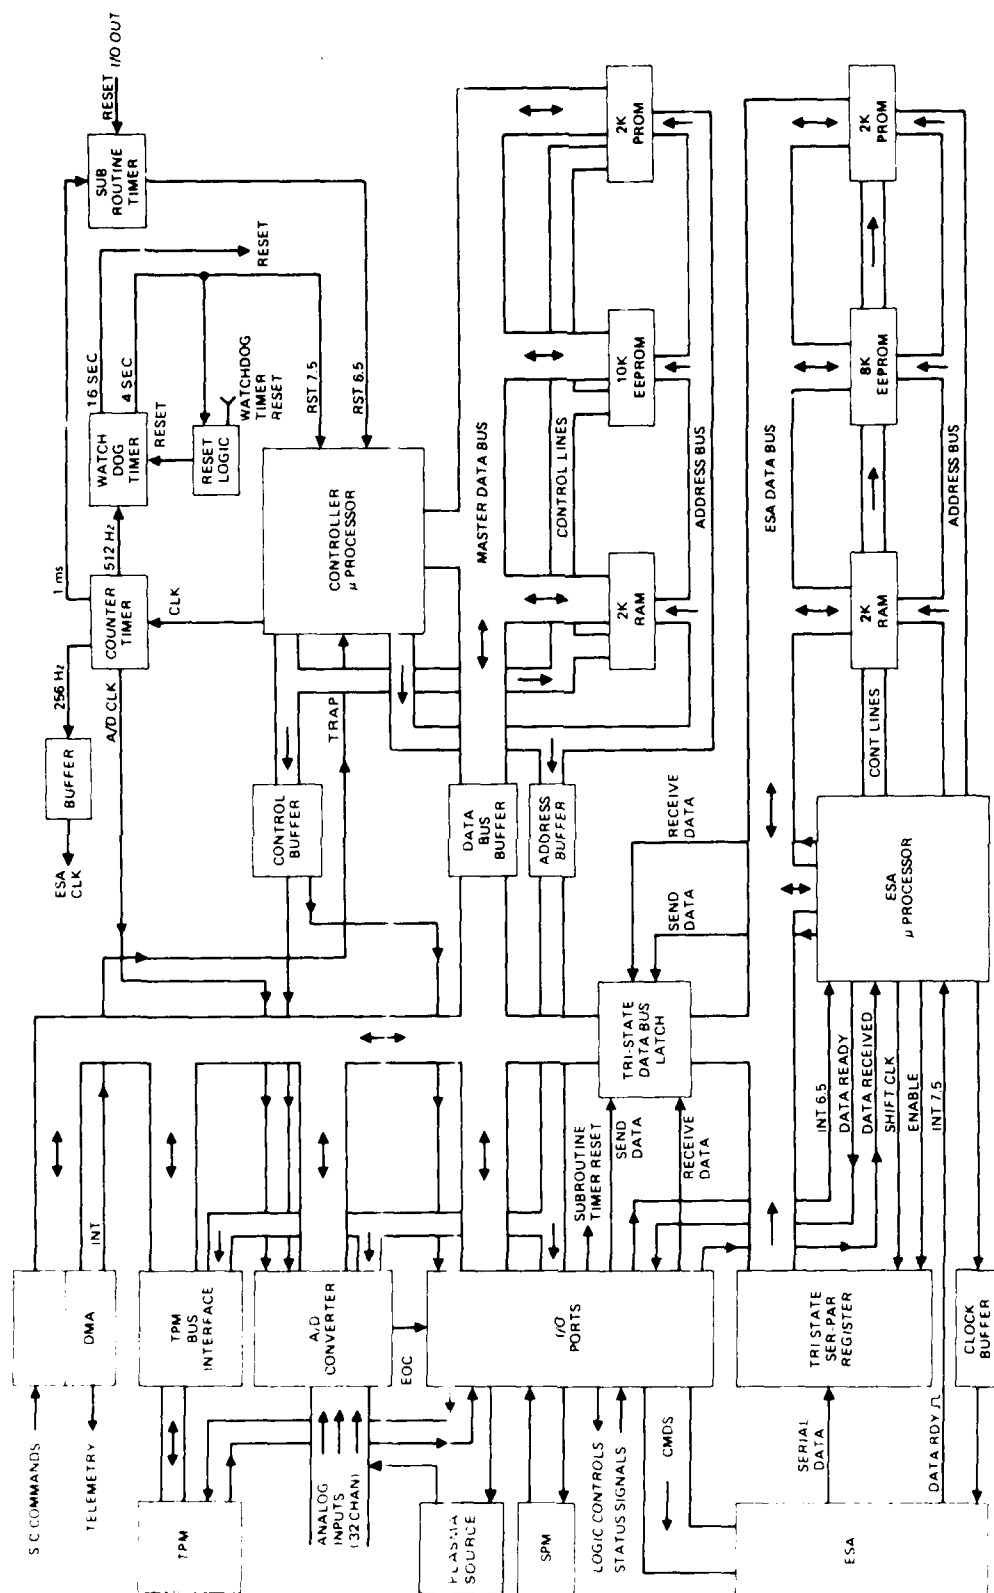 S/C COMMANDS
TELEMETRY
DMA
INT
TPM
TPM
BUS
INTERFACE
ANALOG
INPUTS
(32 CHAN)
A/D
CONVERTER
EOC
PLASMA
SOURCE
SPM
LOGIC CONTROLS
STATUS SIGNALS
CMDS
I/O
PORTS
SUBROUTINE
TIMER RESET
SEND
DATA
RECEIVE
DATA
ESA
SERIAL
DATA
DATA RDY
TRI STATE
SER-PAR
REGISTER
CLOCK
BUFFER
INT 6.5
DATA READY
DATA RECEIVED
SHIFT CLK
ENABLE
INT 7.5
ESA
CLK
BUFFER
256 Hz
A/D CLK
TRAP
CONTROL
BUFFER
DATA BUS
BUFFER
ADDRESS
BUFFER
TRI-STATE
DATA BUS
LATCH
SEND
DATA
RECEIVE
DATA
ESA
μ PROCESSOR
COUNTER
TIMER
1 ms
512 Hz
CLK
WATCH
DOG
TIMER
16 SEC
4 SEC
RESET
RESET
LOGIC
WATCHDOG
TIMER
RESET
RESET
SUB
ROUTINE
TIMER
RESET
I/O OUT
RST 7.5
RST 6.5
CONTROLLER
μ PROCESSOR
MASTER DATA BUS
CONTROL LINES
ADDRESS BUS
2K
RAM
10K
EEPROM
2K
PROM
ESA DATA BUS
CONT LINES
ADDRESS BUS
2K
RAM
8K
EEPROM
2K
PROM